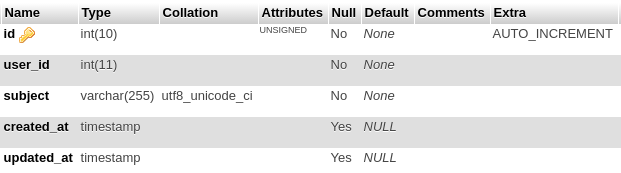 Name Type Collation Attributes Null Default Comments Extra
id int(10) UNSIGNED No None AUTO_INCREMENT
user_id int(11) No None
subject varchar(255) utf8_unicode_ci No None
created_at timestamp Yes NULL
updated_at timestamp Yes NULL